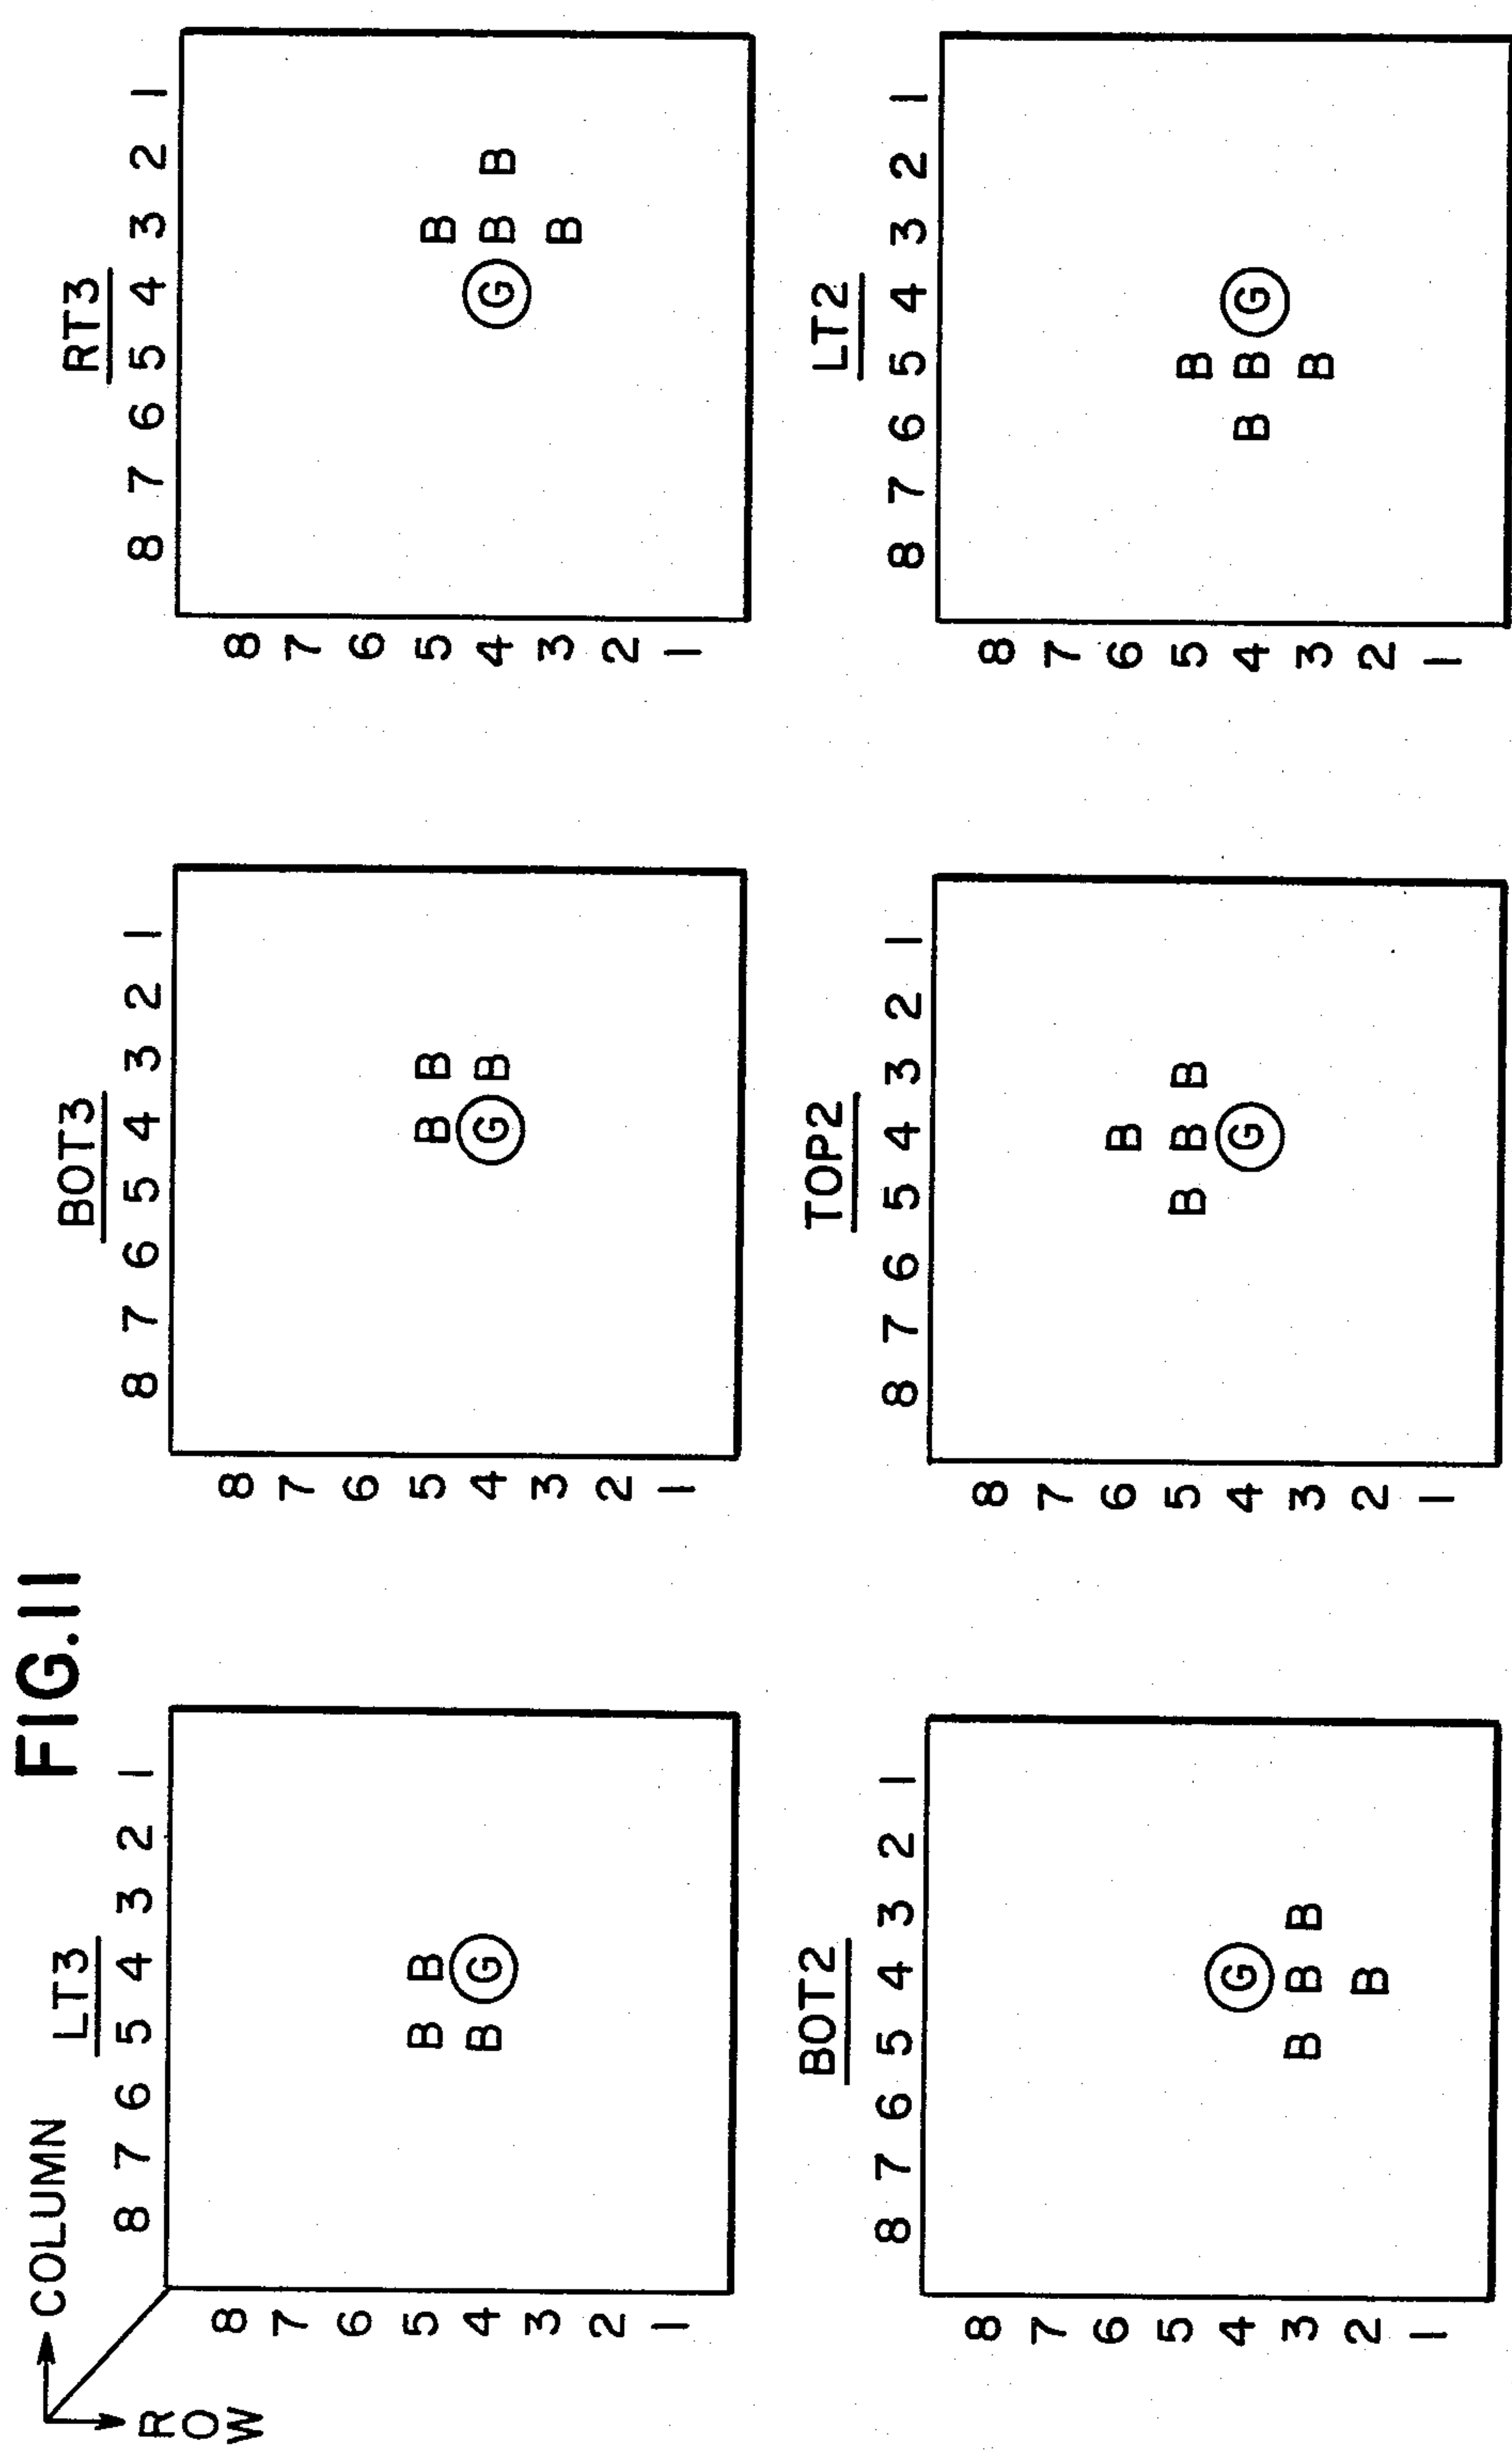 FIG.11
COLUMN
ROW
LT3
8 7 6 5 4 3 2 1
8
7
6
5 B B
4 B G
3
2
1
BOT3
8 7 6 5 4 3 2 1
8
7
6
5 B B
4 G B
3
2
1
RT3
8 7 6 5 4 3 2 1
8
7
6
5 B
4 G B B
3 B
2
1
BOT2
8 7 6 5 4 3 2 1
8
7
6
5
4 G
3 B B B
2 B
1
TOP2
8 7 6 5 4 3 2 1
8
7
6 B
5 B B B
4 G
3
2
1
LT2
8 7 6 5 4 3 2 1
8
7
6
5 B
4 B B G
3 B
2
1